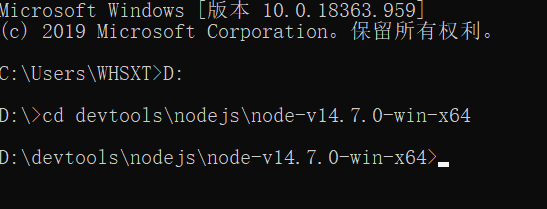 Microsoft Windows [版本 10.0.18363.959]
(c) 2019 Microsoft Corporation。保留所有权利。
C:\Users\WHSXT>D:
D:\>cd devtools\nodejs\node-v14.7.0-win-x64
D:\devtools\nodejs\node-v14.7.0-win-x64>